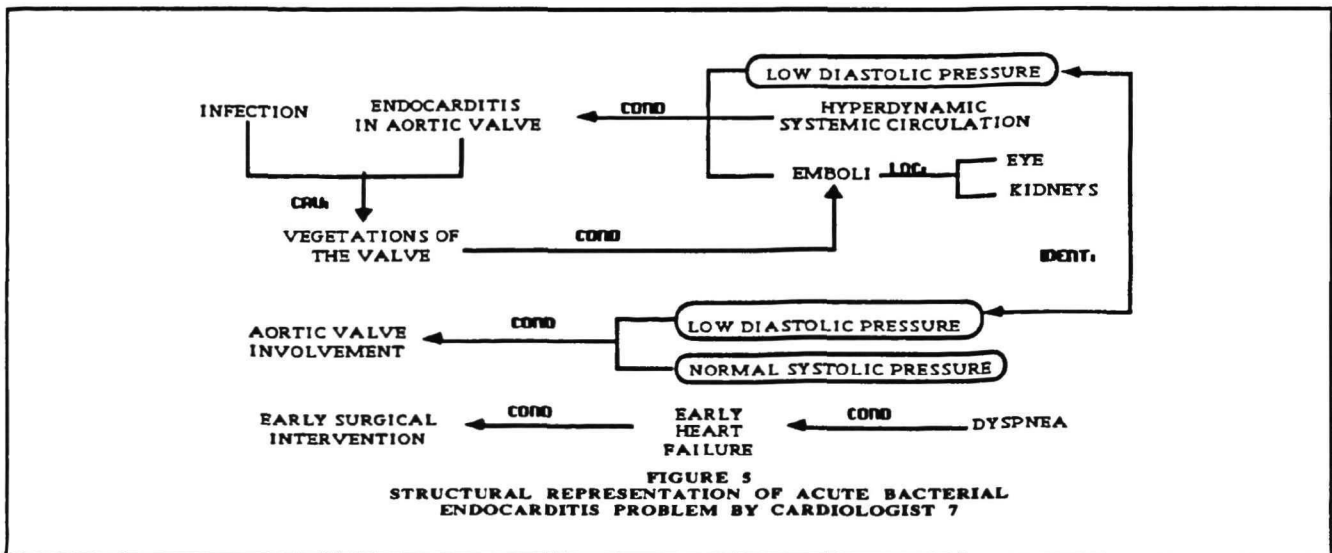 LOW DIASTOLIC PRESSURE
INFECTION
ENDOCARDITIS
IN AORTIC VALVE
COND
HYPERDYNAMIC
SYSTEMIC CIRCULATION
EMBOLI
LOC:
EYE
KIDNEYS
CAU:
VEGETATIONS OF
THE VALVE
COND
IDENT:
AORTIC VALVE
INVOLVEMENT
COND
LOW DIASTOLIC PRESSURE
NORMAL SYSTOLIC PRESSURE
EARLY SURGICAL
INTERVENTION
COND
EARLY
HEART
FAILURE
COND
DYSPNEA
FIGURE 5
STRUCTURAL REPRESENTATION OF ACUTE BACTERIAL
ENDOCARDITIS PROBLEM BY CARDIOLOGIST 7